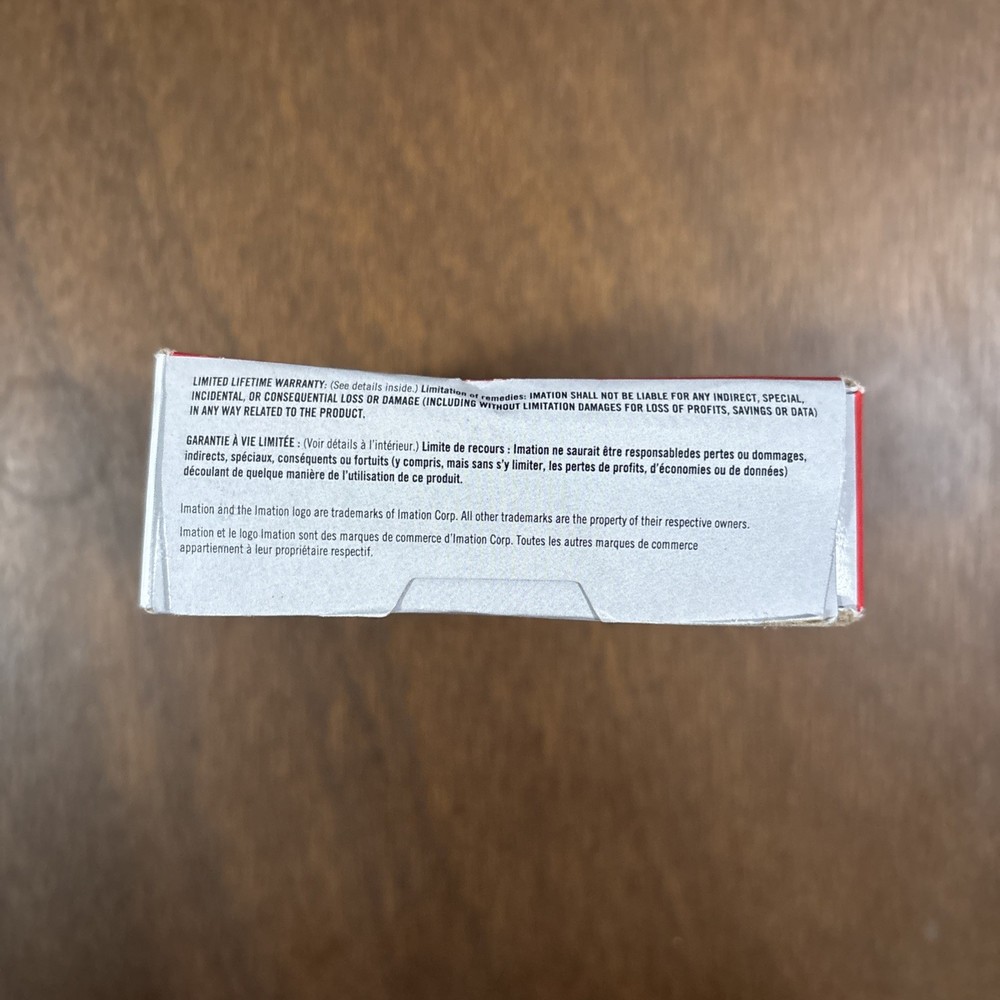 LIMITED LIFETIME WARRANTY: (See details inside.) Limitation of remedies: IMATION SHALL NOT BE LIABLE FOR ANY INDIRECT, SPECIAL,
INCIDENTAL, OR CONSEQUENTIAL LOSS OR DAMAGE (INCLUDING WITHOUT LIMITATION DAMAGES FOR LOSS OF PROFITS, SAVINGS OR DATA)
IN ANY WAY RELATED TO THE PRODUCT.
GARANTIE À VIE LIMITÉE : (Voir détails à l'intérieur.) Limite de recours : Imation ne saurait être responsabledes pertes ou dommages,
indirects, spéciaux, conséquents ou fortuits (y compris, mais sans s'y limiter, les pertes de profits, d'économies ou de données)
découlant de quelque manière de l'utilisation de ce produit.
Imation and the Imation logo are trademarks of Imation Corp. All other trademarks are the property of their respective owners.
Imation et le logo Imation sont des marques de commerce d'Imation Corp. Toutes les autres marques de commerce
appartiennent à leur propriétaire respectif.